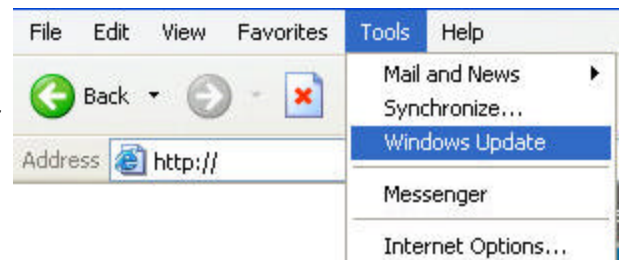 File Edit View Favorites Tools Help
Back
Address http://
Mail and News
Synchronize...
Windows Update
Messenger
Internet Options...